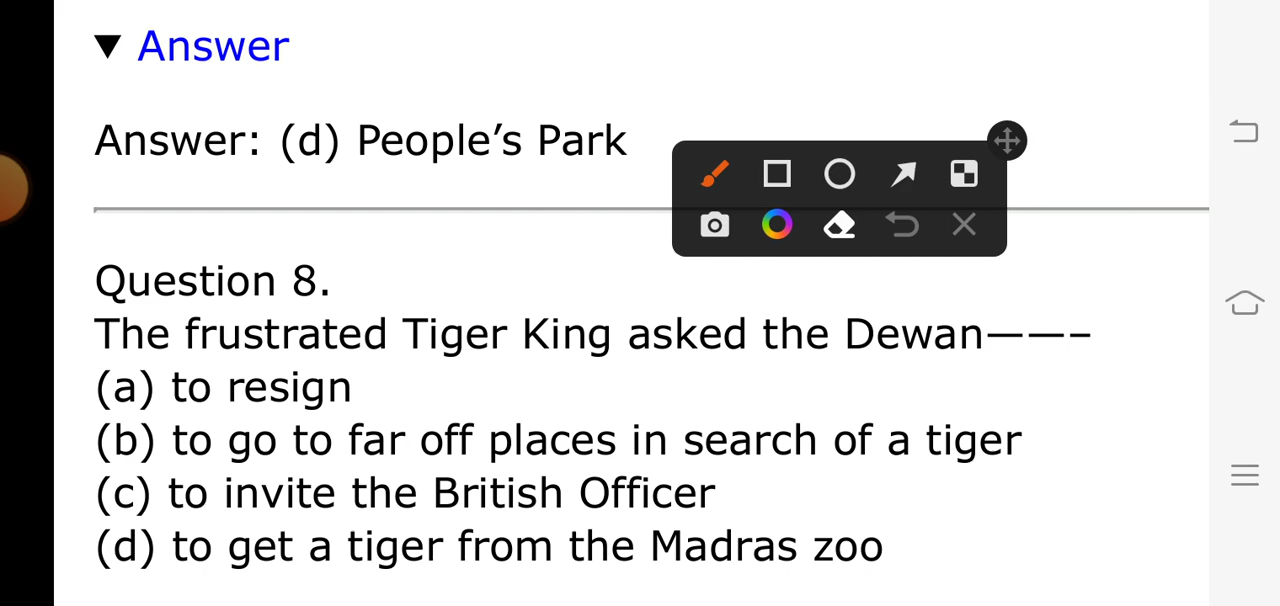 Answer
Answer: (d) People’s Park
Question 8.
The frustrated Tiger King asked the Dewan——–
(a) to resign
(b) to go to far off places in search of a tiger
(c) to invite the British Officer
(d) to get a tiger from the Madras zoo